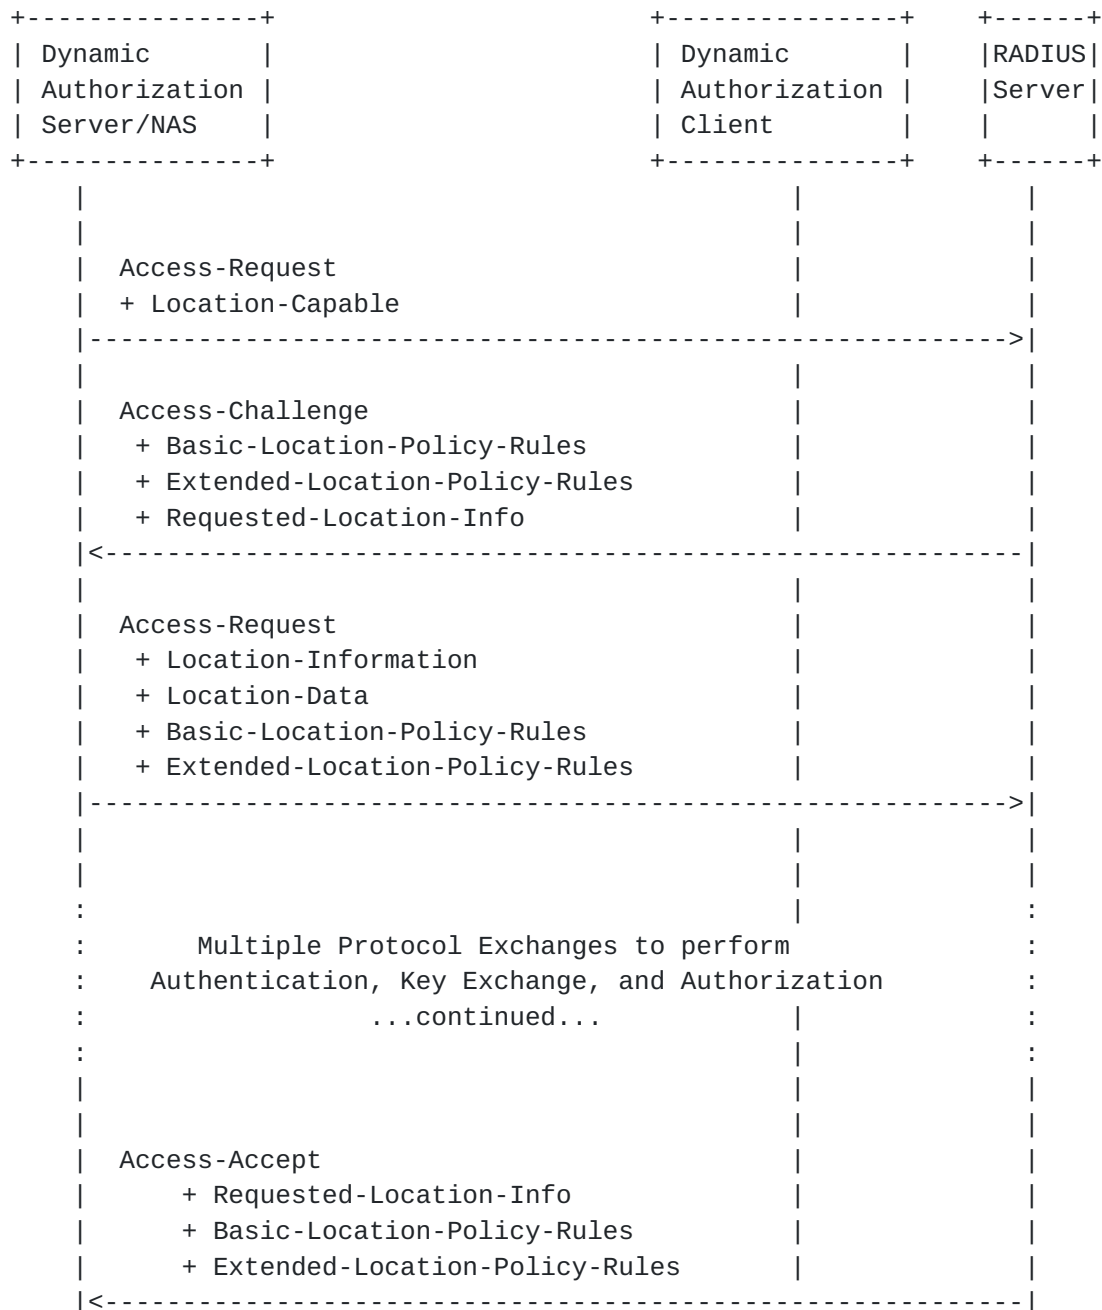 +---------------+                        +---------------+    +------+
| Dynamic       |                        | Dynamic       |    |RADIUS|
| Authorization |                        | Authorization |    |Server|
| Server/NAS    |                        | Client        |    |      |
+---------------+                        +---------------+    +------+
    |                                             |              |
    |                                             |              |
    |  Access-Request                             |              |
    |  + Location-Capable                         |              |
    |----------------------------------------------------------->|
    |                                             |              |
    |  Access-Challenge                           |              |
    |   + Basic-Location-Policy-Rules             |              |
    |   + Extended-Location-Policy-Rules          |              |
    |   + Requested-Location-Info                 |              |
    |<-----------------------------------------------------------|
    |                                             |              |
    |  Access-Request                             |              |
    |   + Location-Information                    |              |
    |   + Location-Data                           |              |
    |   + Basic-Location-Policy-Rules             |              |
    |   + Extended-Location-Policy-Rules          |              |
    |----------------------------------------------------------->|
    |                                             |              |
    |                                             |              |
    :                                             |              :
    :       Multiple Protocol Exchanges to perform               :
    :    Authentication, Key Exchange, and Authorization         :
    :                  ...continued...            |              :
    :                                             |              :
    |                                             |              |
    |                                             |              |
    |  Access-Accept                              |              |
    |      + Requested-Location-Info              |              |
    |      + Basic-Location-Policy-Rules          |              |
    |      + Extended-Location-Policy-Rules       |              |
    |<-----------------------------------------------------------|